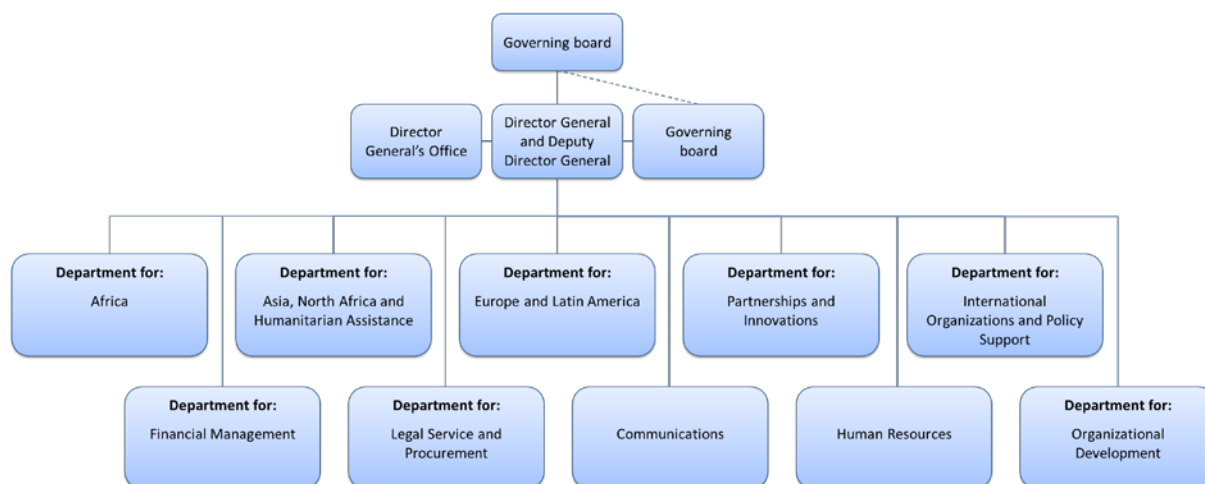 Governing board
Director
General's Office
Director General
and Deputy
Director General
Governing
board
Department for:
Africa
Department for:
Asia, North Africa and
Humanitarian Assistance
Department for:
Europe and Latin America
Department for:
Partnerships and
Innovations
Department for:
International
Organizations and Policy
Support
Department for:
Financial Management
Department for:
Legal Service and
Procurement
Communications
Human Resources
Department for:
Organizational
Development